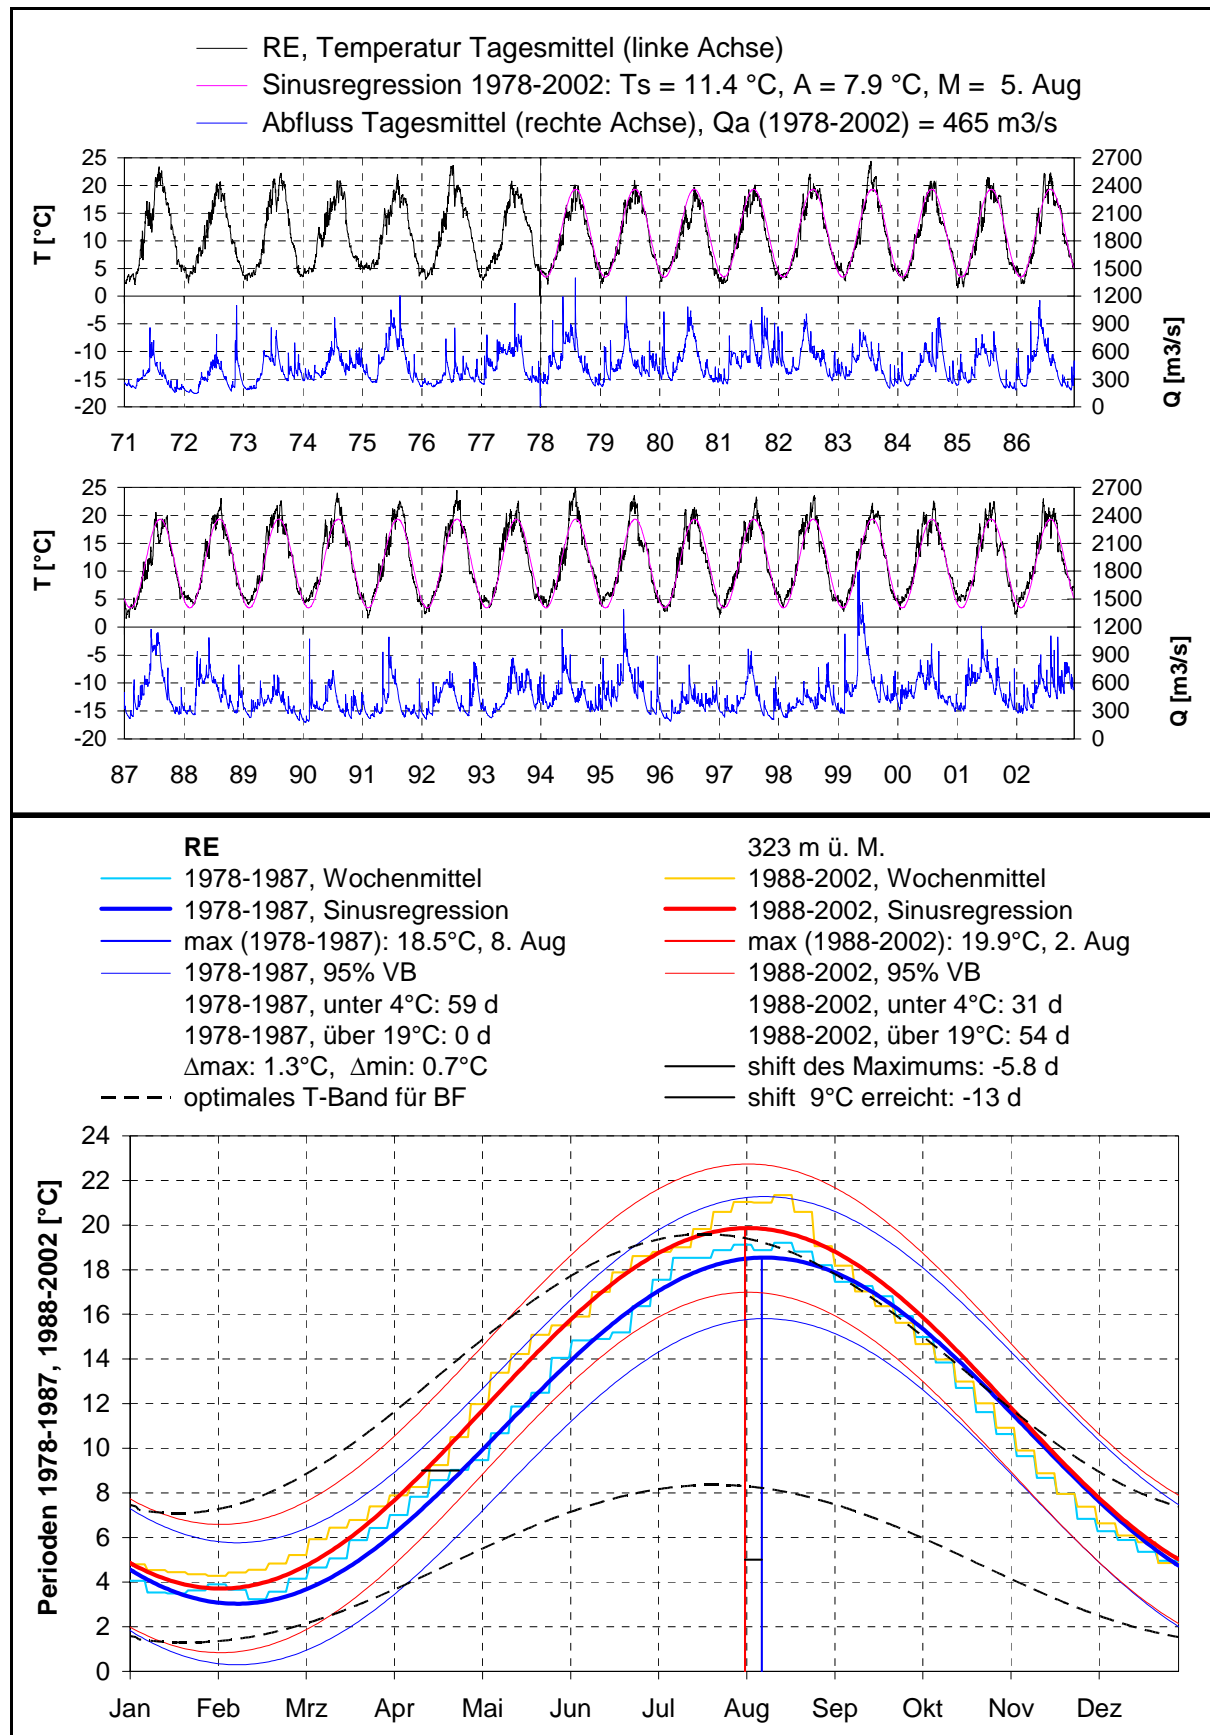 RE, Temperatur Tagesmittel (linke Achse)
Sinusregression 1978-2002: Ts = 11.4 °C, A = 7.9 °C, M =  5. Aug
Abfluss Tagesmittel (rechte Achse), Qa (1978-2002) = 465 m3/s
T [°C]
25
20
15
10
5
0
-5
-10
-15
-20
2700
2400
2100
1800
1500
1200
900
600
300
0
Q [m3/s]
71 72 73 74 75 76 77 78 79 80 81 82 83 84 85 86
T [°C]
25
20
15
10
5
0
-5
-10
-15
-20
2700
2400
2100
1800
1500
1200
900
600
300
0
Q [m3/s]
87 88 89 90 91 92 93 94 95 96 97 98 99 00 01 02
RE
1978-1987, Wochenmittel
1978-1987, Sinusregression
max (1978-1987): 18.5°C, 8. Aug
1978-1987, 95% VB
1978-1987, unter 4°C: 59 d
1978-1987, über 19°C: 0 d
Δmax: 1.3°C,  Δmin: 0.7°C
optimales T-Band für BF
323 m ü. M.
1988-2002, Wochenmittel
1988-2002, Sinusregression
max (1988-2002): 19.9°C, 2. Aug
1988-2002, 95% VB
1988-2002, unter 4°C: 31 d
1988-2002, über 19°C: 54 d
shift des Maximums: -5.8 d
shift  9°C erreicht: -13 d
Perioden 1978-1987, 1988-2002 [°C]
24
22
20
18
16
14
12
10
8
6
4
2
0
Jan Feb Mrz Apr Mai Jun Jul Aug Sep Okt Nov Dez